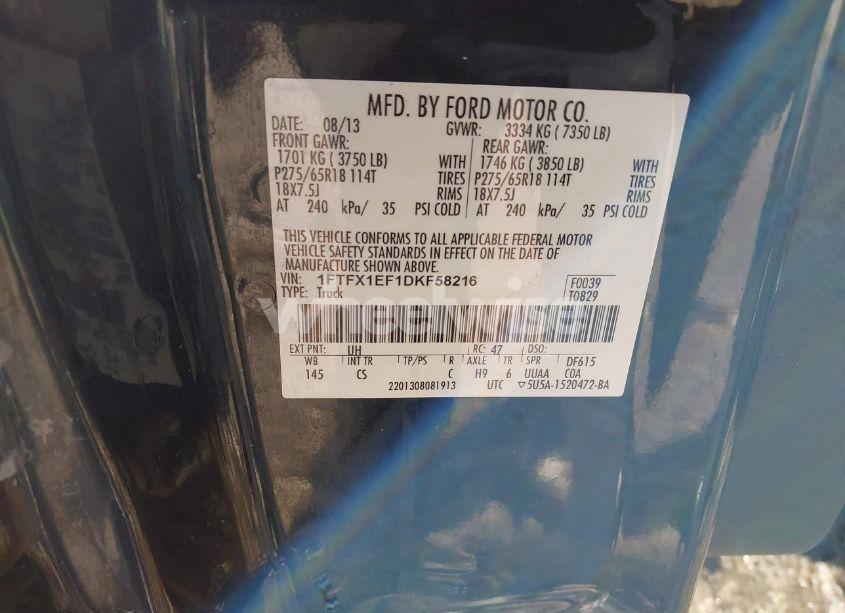 MFD. BY FORD MOTOR CO.
DATE: 08/13 GVWR: 3334 KG ( 7350 LB)
FRONT GAWR: REAR GAWR:
1701 KG ( 3750 LB) WITH 1746 KG ( 3850 LB) WITH
P275/65R18 114T TIRES P275/65R18 114T TIRES
18X7.5J RIMS 18X7.5J RIMS
AT 240 kPa/ 35 PSI COLD AT 240 kPa/ 35 PSI COLD
THIS VEHICLE CONFORMS TO ALL APPLICABLE FEDERAL MOTOR
VEHICLE SAFETY STANDARDS IN EFFECT ON THE DATE OF
MANUFACTURE SHOWN ABOVE.
VIN: 1FTFX1EF1DKF58216 F0039
TYPE: Truck T0829
EXT PNT: UH RC: 47 DSO:
WB INT TR TP/PS R AXLE TR SPR DF615
145 CS C H9 6 UUAA COA
2201308081913 UTC ▽5U5A-1520472-BA